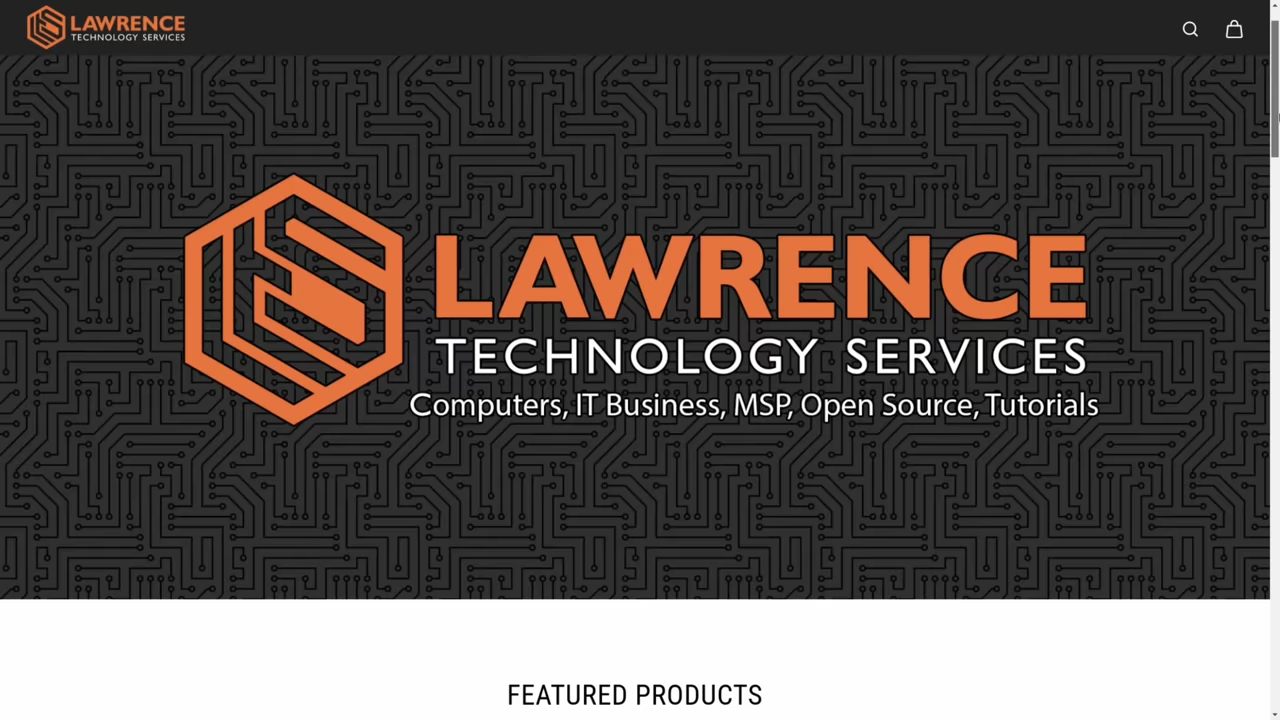 LAWRENCE
TECHNOLOGY SERVICES
LAWRENCE
TECHNOLOGY SERVICES
Computers, IT Business, MSP, Open Source, Tutorials
FEATURED PRODUCTS